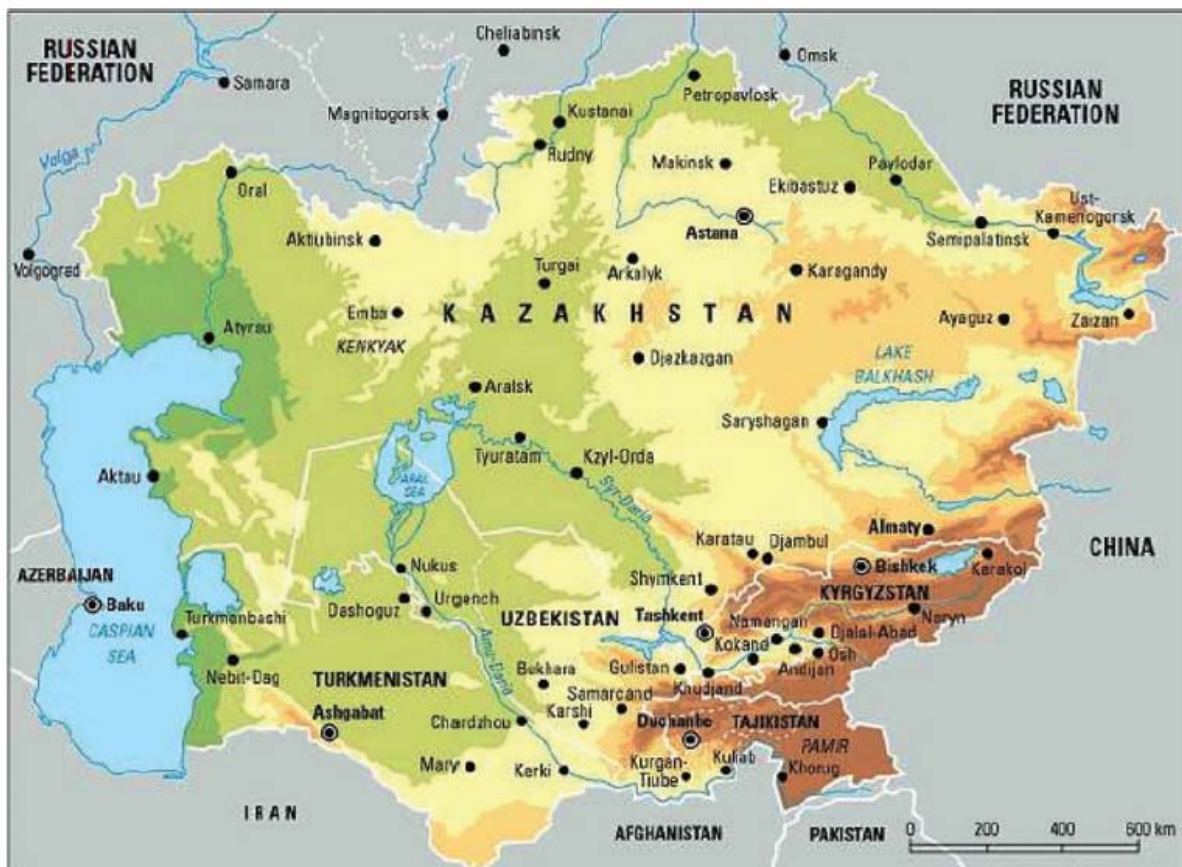 Cheliabinsk
RUSSIAN
FEDERATION
Omsk
Samara
Petropavlosk
RUSSIAN
FEDERATION
Magnitogorsk
Kustanai
Volga
Rudny
Makinsk
Pavlodar
Oral
Ekibastuz
Ust-
Kamenogorsk
Astana
Semipalatinsk
Aktiubinsk
Volgograd
Turgai
Arkalyk
Karagandy
Emba
KAZAKHSTAN
Ayaguz
Zaizan
Atyrau
KENKYAK
Djezkazgan
LAKE
BALKHASH
Aralsk
Saryshagan
Tyuratam
Kzyl-Orda
Aktau
ARAL
SEA
Syr-Daria
Almaty
Karatau
Djambul
CHINA
AZERBAIJAN
Nukus
Bishkek
Karakol
Baku
Shymkent
KYRGYZSTAN
Dashoguz
Urgench
UZBEKISTAN
Tashkent
Naryn
CASPIAN
SEA
Turkmenbashi
Namangan
Djalal-Abad
Kokand
Amu-Daria
Osh
Andijan
Nebit-Dag
Bukhara
Gulistan
Khudjand
TURKMENISTAN
Samarcand
Ashgabat
Chardzhou
Karshi
Duchanbe
TAJIKISTAN
PAMIR
Mary
Kerki
Kurgan-
Tiube
Kuliab
Khorug
IRAN
AFGHANISTAN
PAKISTAN
0 200 400 600 km